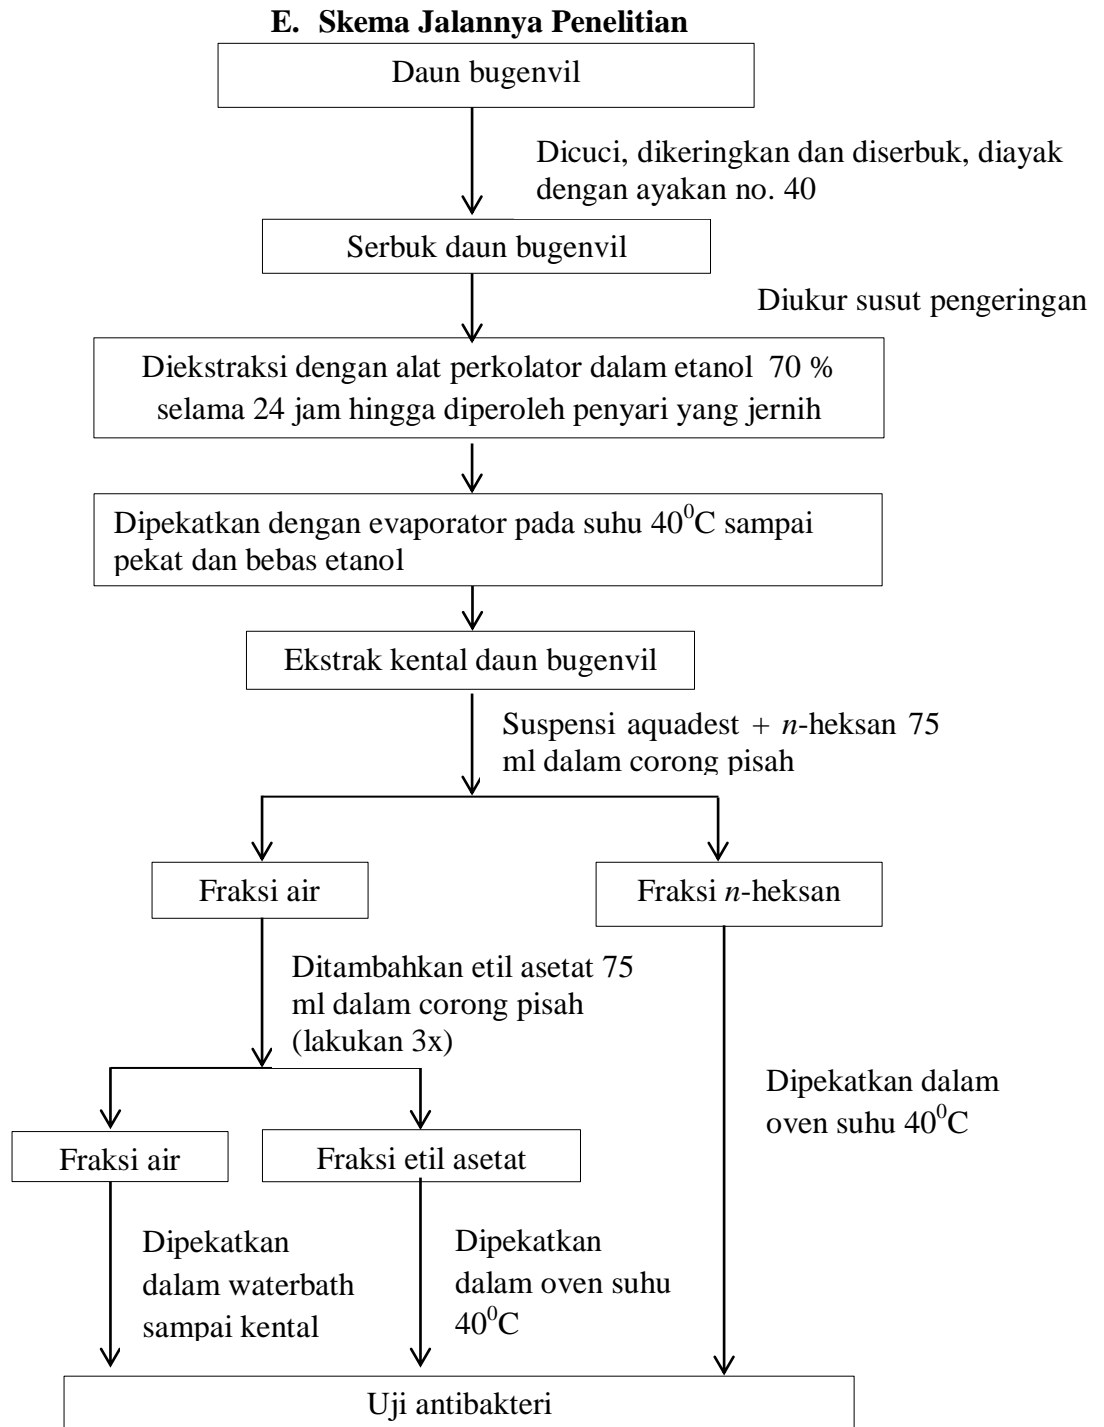 E. Skema Jalannya Penelitian
Daun bugenvil
Dicuci, dikeringkan dan diserbuk, diayak
dengan ayakan no. 40
Serbuk daun bugenvil
Diukur susut pengeringan
Diekstraksi dengan alat perkolator dalam etanol 70 %
selama 24 jam hingga diperoleh penyari yang jernih
Dipekatkan dengan evaporator pada suhu 40⁰C sampai
pekat dan bebas etanol
Ekstrak kental daun bugenvil
Suspensi aquadest + n-heksan 75
ml dalam corong pisah
Fraksi air
Fraksi n-heksan
Ditambahkan etil asetat 75
ml dalam corong pisah
(lakukan 3x)
Dipekatkan dalam
oven suhu 40⁰C
Fraksi air
Fraksi etil asetat
Dipekatkan
dalam waterbath
sampai kental
Dipekatkan
dalam oven suhu
40⁰C
Uji antibakteri